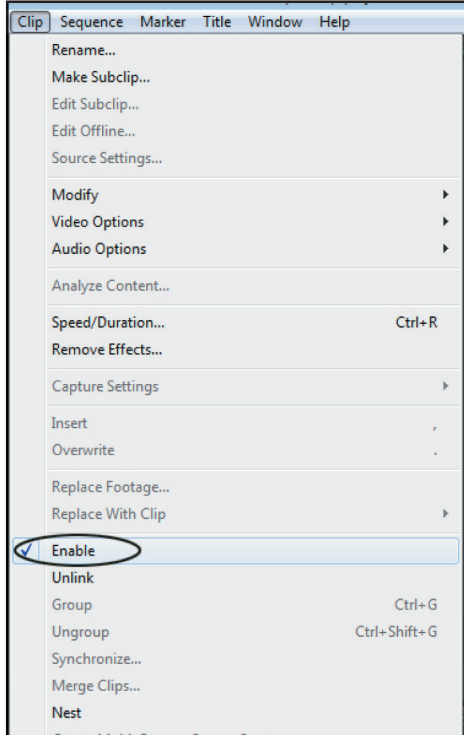 Clip Sequence Marker Title Window Help
Rename...
Make Subclip...
Edit Subclip...
Edit Offline...
Source Settings...
Modify
Video Options
Audio Options
Analyze Content...
Speed/Duration... Ctrl+R
Remove Effects...
Capture Settings
Insert ,
Overwrite .
Replace Footage...
Replace With Clip
Enable
Unlink
Group Ctrl+G
Ungroup Ctrl+Shift+G
Synchronize...
Merge Clips...
Nest